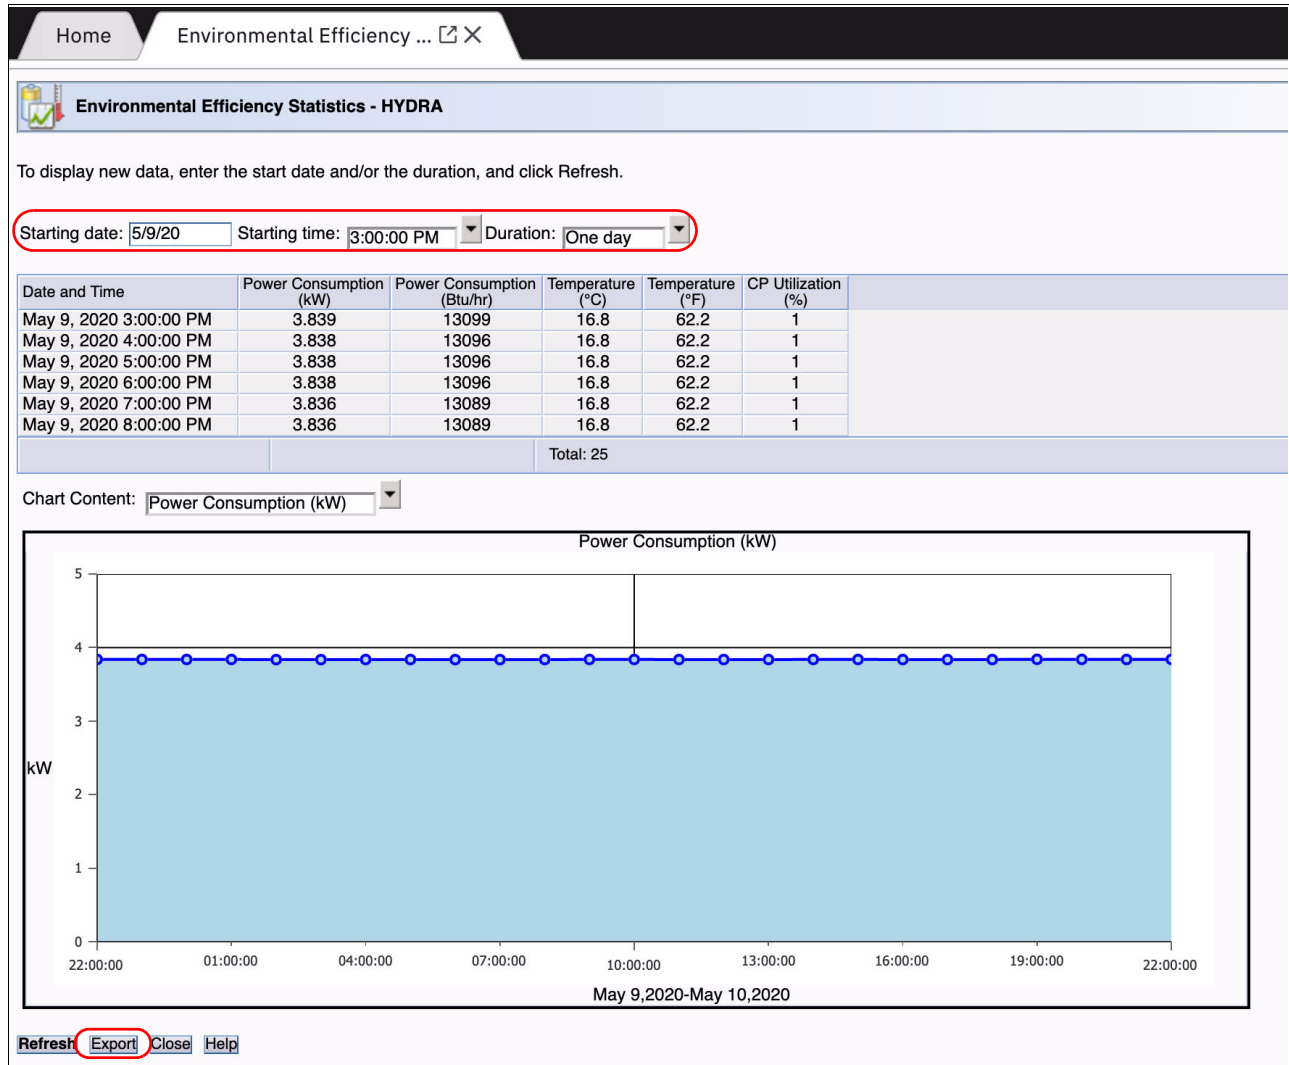 Home
Environmental Efficiency ...
Environmental Efficiency Statistics - HYDRA
To display new data, enter the start date and/or the duration, and click Refresh.
Starting date: 5/9/20 Starting time: 3:00:00 PM Duration: One day
Date and Time Power Consumption (kW) Power Consumption (Btu/hr) Temperature (°C) Temperature (°F) CP Utilization (%)
May 9, 2020 3:00:00 PM 3.839 13099 16.8 62.2 1
May 9, 2020 4:00:00 PM 3.838 13096 16.8 62.2 1
May 9, 2020 5:00:00 PM 3.838 13096 16.8 62.2 1
May 9, 2020 6:00:00 PM 3.838 13096 16.8 62.2 1
May 9, 2020 7:00:00 PM 3.836 13089 16.8 62.2 1
May 9, 2020 8:00:00 PM 3.836 13089 16.8 62.2 1
Total: 25
Chart Content: Power Consumption (kW)
Power Consumption (kW)
5
4
3
kW
2
1
0
22:00:00 01:00:00 04:00:00 07:00:00 10:00:00 13:00:00 16:00:00 19:00:00 22:00:00
May 9,2020-May 10,2020
Refresh Export Close Help